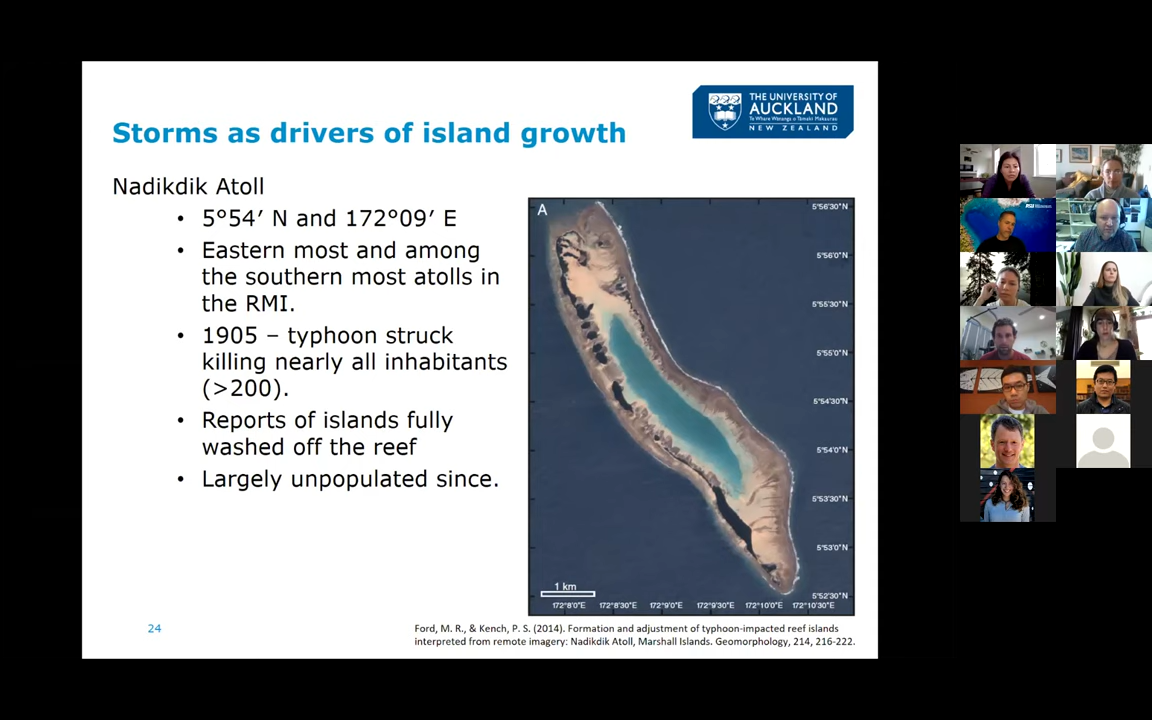 THE UNIVERSITY OF
AUCKLAND
Te Whare Wānanga o Tāmaki Makaurau
NEW ZEALAND
Storms as drivers of island growth
Nadikdik Atoll
• 5°54′ N and 172°09′ E
• Eastern most and among
the southern most atolls in
the RMI.
• 1905 – typhoon struck
killing nearly all inhabitants
(>200).
• Reports of islands fully
washed off the reef
• Largely unpopulated since.
A
5°56'30"N
5°56'0"N
5°55'30"N
5°55'0"N
5°54'30"N
5°54'0"N
5°53'30"N
5°53'0"N
5°52'30"N
1 km
172°8'0"E 172°8'30"E 172°9'0"E 172°9'30"E 172°10'0"E 172°10'30"E
24
Ford, M. R., & Kench, P. S. (2014). Formation and adjustment of typhoon-impacted reef islands
interpreted from remote imagery: Nadikdik Atoll, Marshall Islands. Geomorphology, 214, 216-222.
ASU